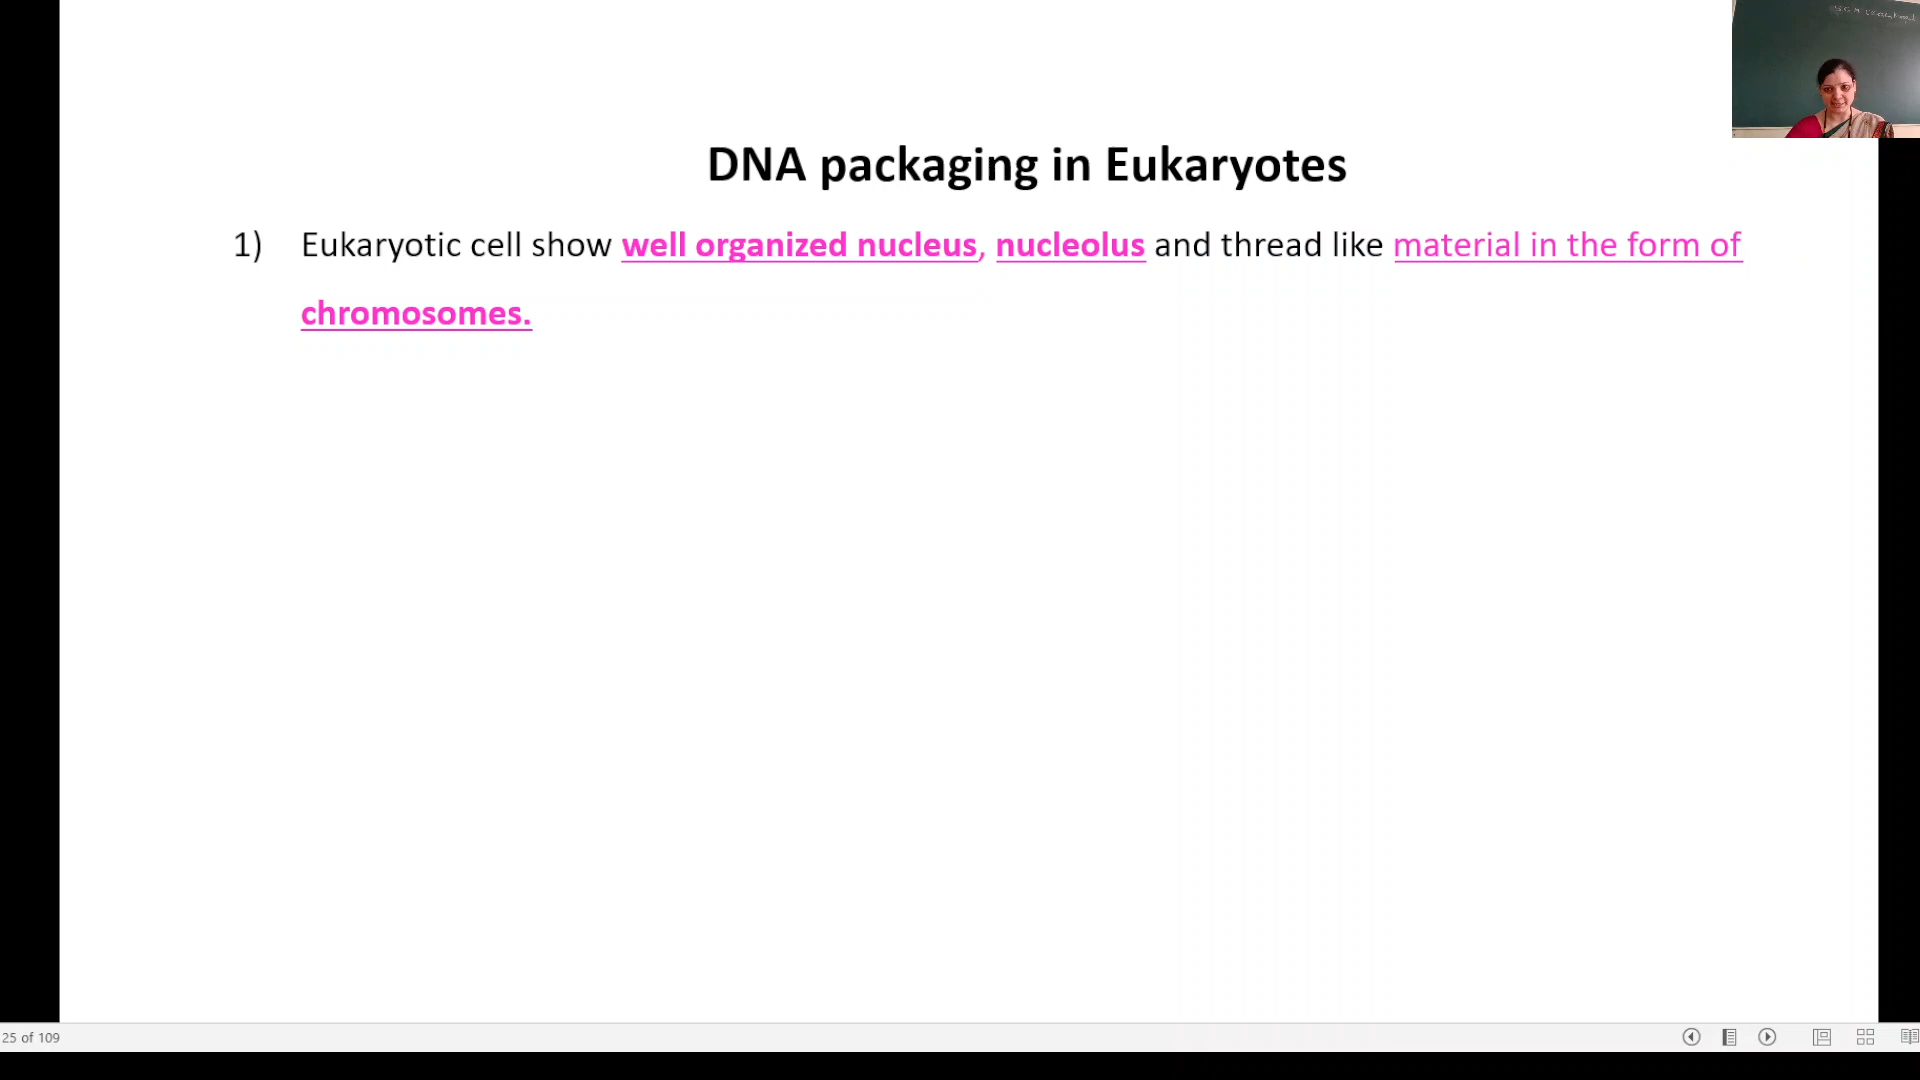 DNA packaging in Eukaryotes
1) Eukaryotic cell show well organized nucleus, nucleolus and thread like material in the form of
chromosomes.
25 of 109